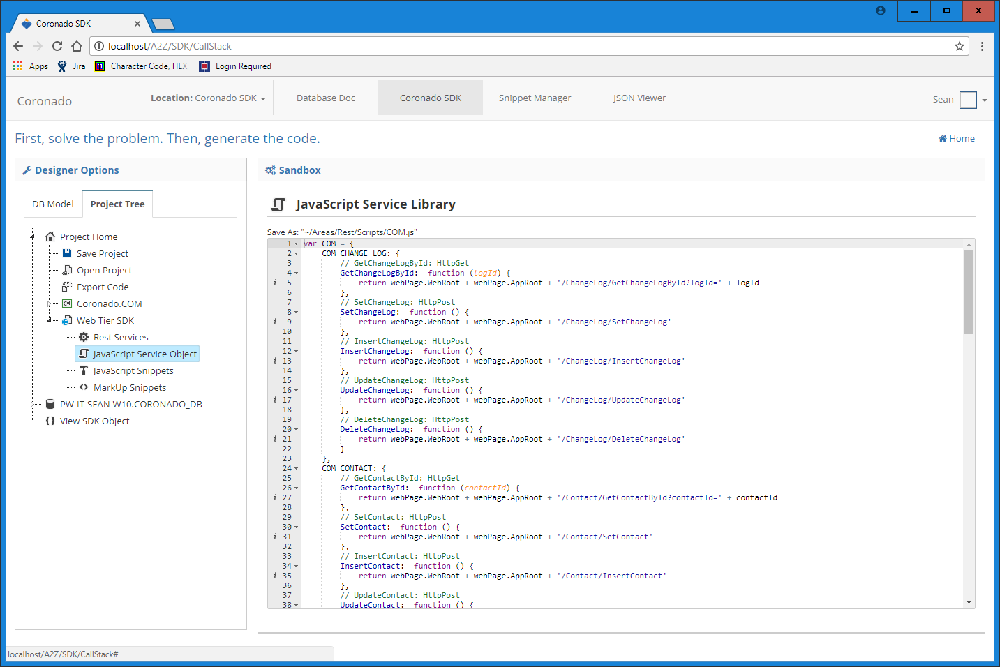 Coronado SDK
localhost/A2Z/SDK/CallStack
Apps Jira Character Code, HEX, Login Required
Coronado Location: Coronado SDK Database Doc Coronado SDK Snippet Manager JSON Viewer Sean
First, solve the problem. Then, generate the code. Home
Designer Options
DB Model Project Tree
Project Home
Save Project
Open Project
Export Code
C# Coronado.COM
Web Tier SDK
Rest Services
JavaScript Service Object
JavaScript Snippets
MarkUp Snippets
PW-IT-SEAN-W10.CORONADO_DB
View SDK Object
Sandbox
JavaScript Service Library
Save As: "~/Areas/Rest/Scripts/COM.js"
1 var COM = {
2 COM_CHANGE_LOG: {
3 // GetChangeLogById: HttpGet
4 GetChangeLogById: function (logId) {
i 5 return webPage.WebRoot + webPage.AppRoot + '/ChangeLog/GetChangeLogById?logId=' + logId
6 },
7 // SetChangeLog: HttpPost
8 SetChangeLog: function () {
i 9 return webPage.WebRoot + webPage.AppRoot + '/ChangeLog/SetChangeLog'
10 },
11 // InsertChangeLog: HttpPost
12 InsertChangeLog: function () {
i 13 return webPage.WebRoot + webPage.AppRoot + '/ChangeLog/InsertChangeLog'
14 },
15 // UpdateChangeLog: HttpPost
16 UpdateChangeLog: function () {
i 17 return webPage.WebRoot + webPage.AppRoot + '/ChangeLog/UpdateChangeLog'
18 },
19 // DeleteChangeLog: HttpPost
20 DeleteChangeLog: function () {
i 21 return webPage.WebRoot + webPage.AppRoot + '/ChangeLog/DeleteChangeLog'
22 }
23 },
24 COM_CONTACT: {
25 // GetContactById: HttpGet
26 GetContactById: function (contactId) {
i 27 return webPage.WebRoot + webPage.AppRoot + '/Contact/GetContactById?contactId=' + contactId
28 },
29 // SetContact: HttpPost
30 SetContact: function () {
i 31 return webPage.WebRoot + webPage.AppRoot + '/Contact/SetContact'
32 },
33 // InsertContact: HttpPost
34 InsertContact: function () {
i 35 return webPage.WebRoot + webPage.AppRoot + '/Contact/InsertContact'
36 },
37 // UpdateContact: HttpPost
38 UpdateContact: function () {
localhost/A2Z/SDK/CallStack#